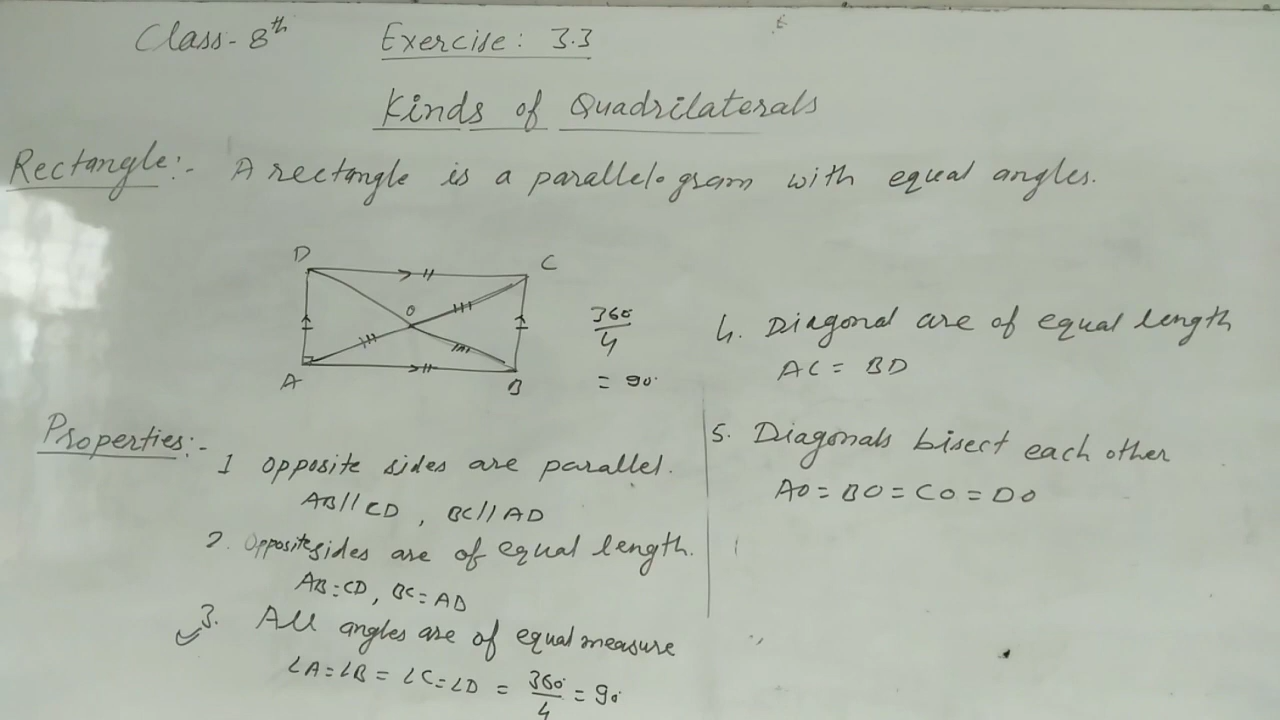 Class- 8th Exercise: 3.3
Kinds of Quadrilaterals
Rectangle:- A rectangle is a parallelogram with equal angles.
D C
O
A B
360/4
= 90°
Properties:-
1 Opposite sides are parallel.
AB//CD , BC//AD
2. Opposite sides are of equal length.
AB=CD, BC=AD
3. All angles are of equal measure
∠A=∠B = ∠C=∠D = 360°/4 = 90°
4. Diagonal are of equal length
AC = BD
5. Diagonals bisect each other
AO=BO=CO=DO